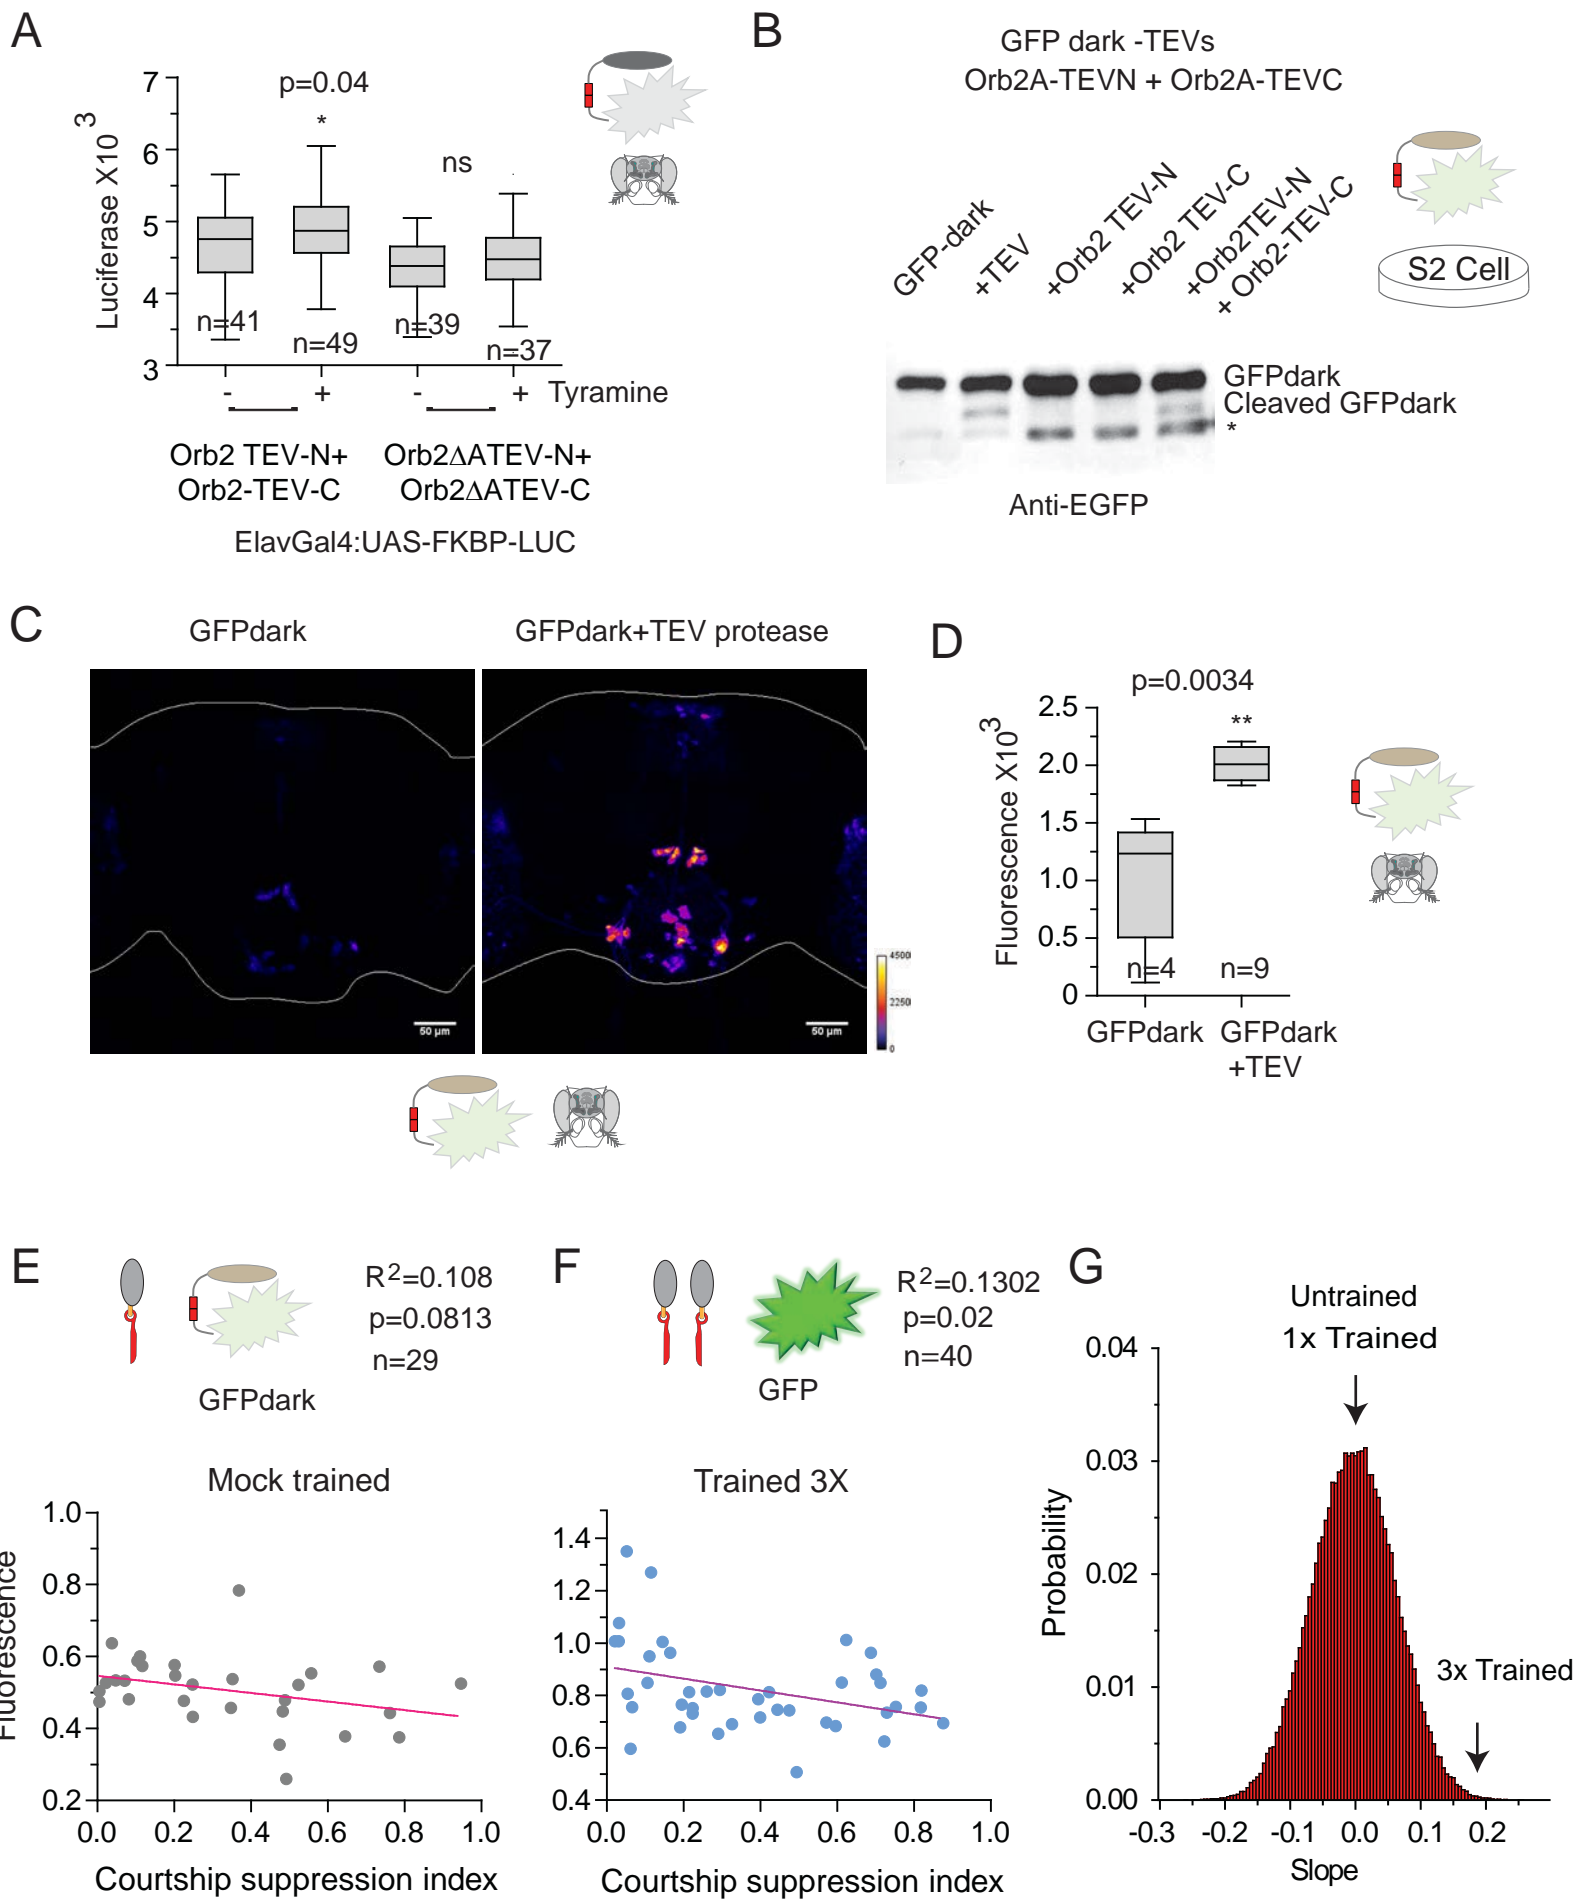 A
p=0.04
*
ns
7
6
5
4
3
Luciferase X10 3
n=41
n=49
n=39
n=37
- + - + Tyramine
Orb2 TEV-N+
Orb2-TEV-C
Orb2ΔATEV-N+
Orb2ΔATEV-C
ElavGal4:UAS-FKBP-LUC
B
GFP dark -TEVs
Orb2A-TEVN + Orb2A-TEVC
GFP-dark
+TEV
+Orb2 TEV-N
+Orb2 TEV-C
+Orb2TEV-N
+ Orb2-TEV-C
S2 Cell
GFPdark
Cleaved GFPdark
*
Anti-EGFP
C
GFPdark
GFPdark+TEV protease
50 µm
50 µm
4500
2250
0
D
p=0.0034
**
2.5
2.0
1.5
1.0
0.5
0
Fluorescence X10 3
n=4
n=9
GFPdark
GFPdark
+TEV
E
R2=0.108
p=0.0813
n=29
GFPdark
Mock trained
1.0
0.8
0.6
0.4
0.2
Fluorescence
0.0 0.2 0.4 0.6 0.8 1.0
Courtship suppression index
F
R2=0.1302
p=0.02
n=40
GFP
Trained 3X
1.4
1.2
1.0
0.8
0.6
0.4
0.0 0.2 0.4 0.6 0.8 1.0
Courtship suppression index
G
Untrained
1x Trained
3x Trained
0.04
0.03
0.02
0.01
0.00
Probability
-0.3 -0.2 -0.1 0.0 0.1 0.2
Slope